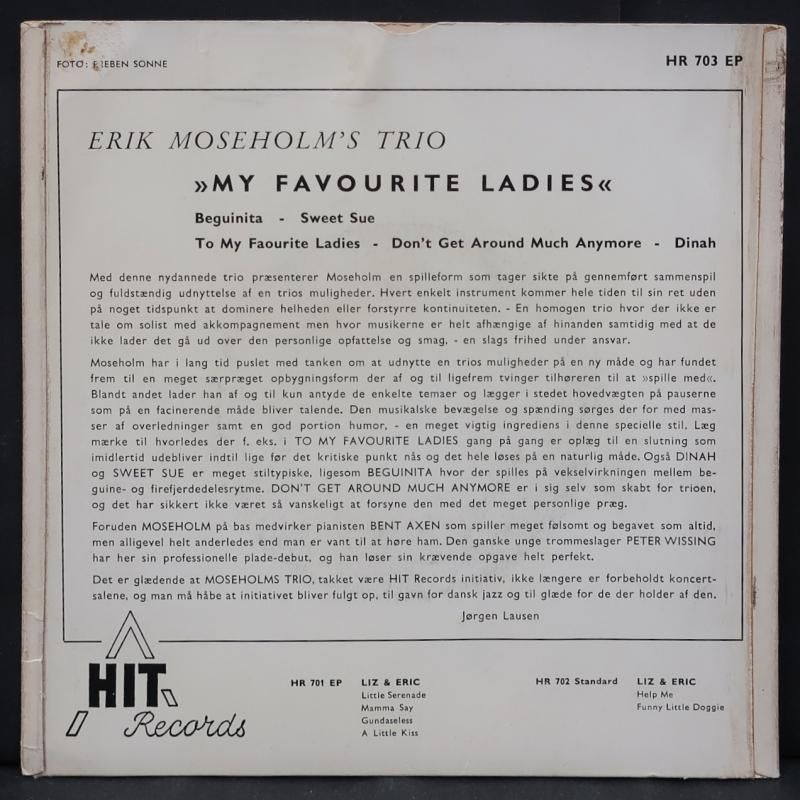 FOTO: PREBEN SONNE
HR 703 EP
ERIK MOSEHOLM'S TRIO
»MY FAVOURITE LADIES«
Beguinita - Sweet Sue
To My Faourite Ladies - Don't Get Around Much Anymore - Dinah
Med denne nydannede trio præsenterer Moseholm en spilleform som tager sikte på gennemført sammenspil
og fuldstændig udnyttelse af en trios muligheder. Hvert enkelt instrument kommer hele tiden til sin ret uden
på noget tidspunkt at dominere helheden eller forstyrre kontinuiteten. - En homogen trio hvor der ikke er
tale om solist med akkompagnement men hvor musikerne er helt afhængige af hinanden samtidig med at de
ikke lader det gå ud over den personlige opfattelse og smag, - en slags frihed under ansvar.
Moseholm har i lang tid puslet med tanken om at udnytte en trios muligheder på en ny måde og har fundet
frem til en meget særpræget opbygningsform der af og til ligefrem tvinger tilhøreren til at »spille med«.
Blandt andet lader han af og til kun antyde de enkelte temaer og lægger i stedet hovedvægten på pauserne
som på en facinerende måde bliver talende. Den musikalske bevægelse og spænding sørges der for med mas-
ser af overledninger samt en god portion humor, - en meget vigtig ingrediens i denne specielle stil. Læg
mærke til hvorledes der f. eks. i TO MY FAVOURITE LADIES gang på gang er oplæg til en slutning som
imidlertid udebliver indtil lige før det kritiske punkt nås og det hele løses på en naturlig måde. Også DINAH
og SWEET SUE er meget stiltypiske, ligesom BEGUINITA hvor der spilles på vekselvirkningen mellem be-
guine- og firefjerdedelesrytme. DON'T GET AROUND MUCH ANYMORE er i sig selv som skabt for trioen,
og det har sikkert ikke været så vanskeligt at forsyne den med det meget personlige præg.
Foruden MOSEHOLM på bas medvirker pianisten BENT AXEN som spiller meget følsomt og begavet som altid,
men alligevel helt anderledes end man er vant til at høre ham. Den ganske unge trommeslager PETER WISSING
har her sin professionelle plade-debut, og han løser sin krævende opgave helt perfekt.
Det er glædende at MOSEHOLMS TRIO, takket være HIT Records initiativ, ikke længere er forbeholdt koncert-
salene, og man må håbe at initiativet bliver fulgt op, til gavn for dansk jazz og til glæde for de der holder af den.
Jørgen Lausen
HIT
Records
HR 701 EP LIZ & ERIC
Little Serenade
Mamma Say
Gundaseless
A Little Kiss
HR 702 Standard LIZ & ERIC
Help Me
Funny Little Doggie